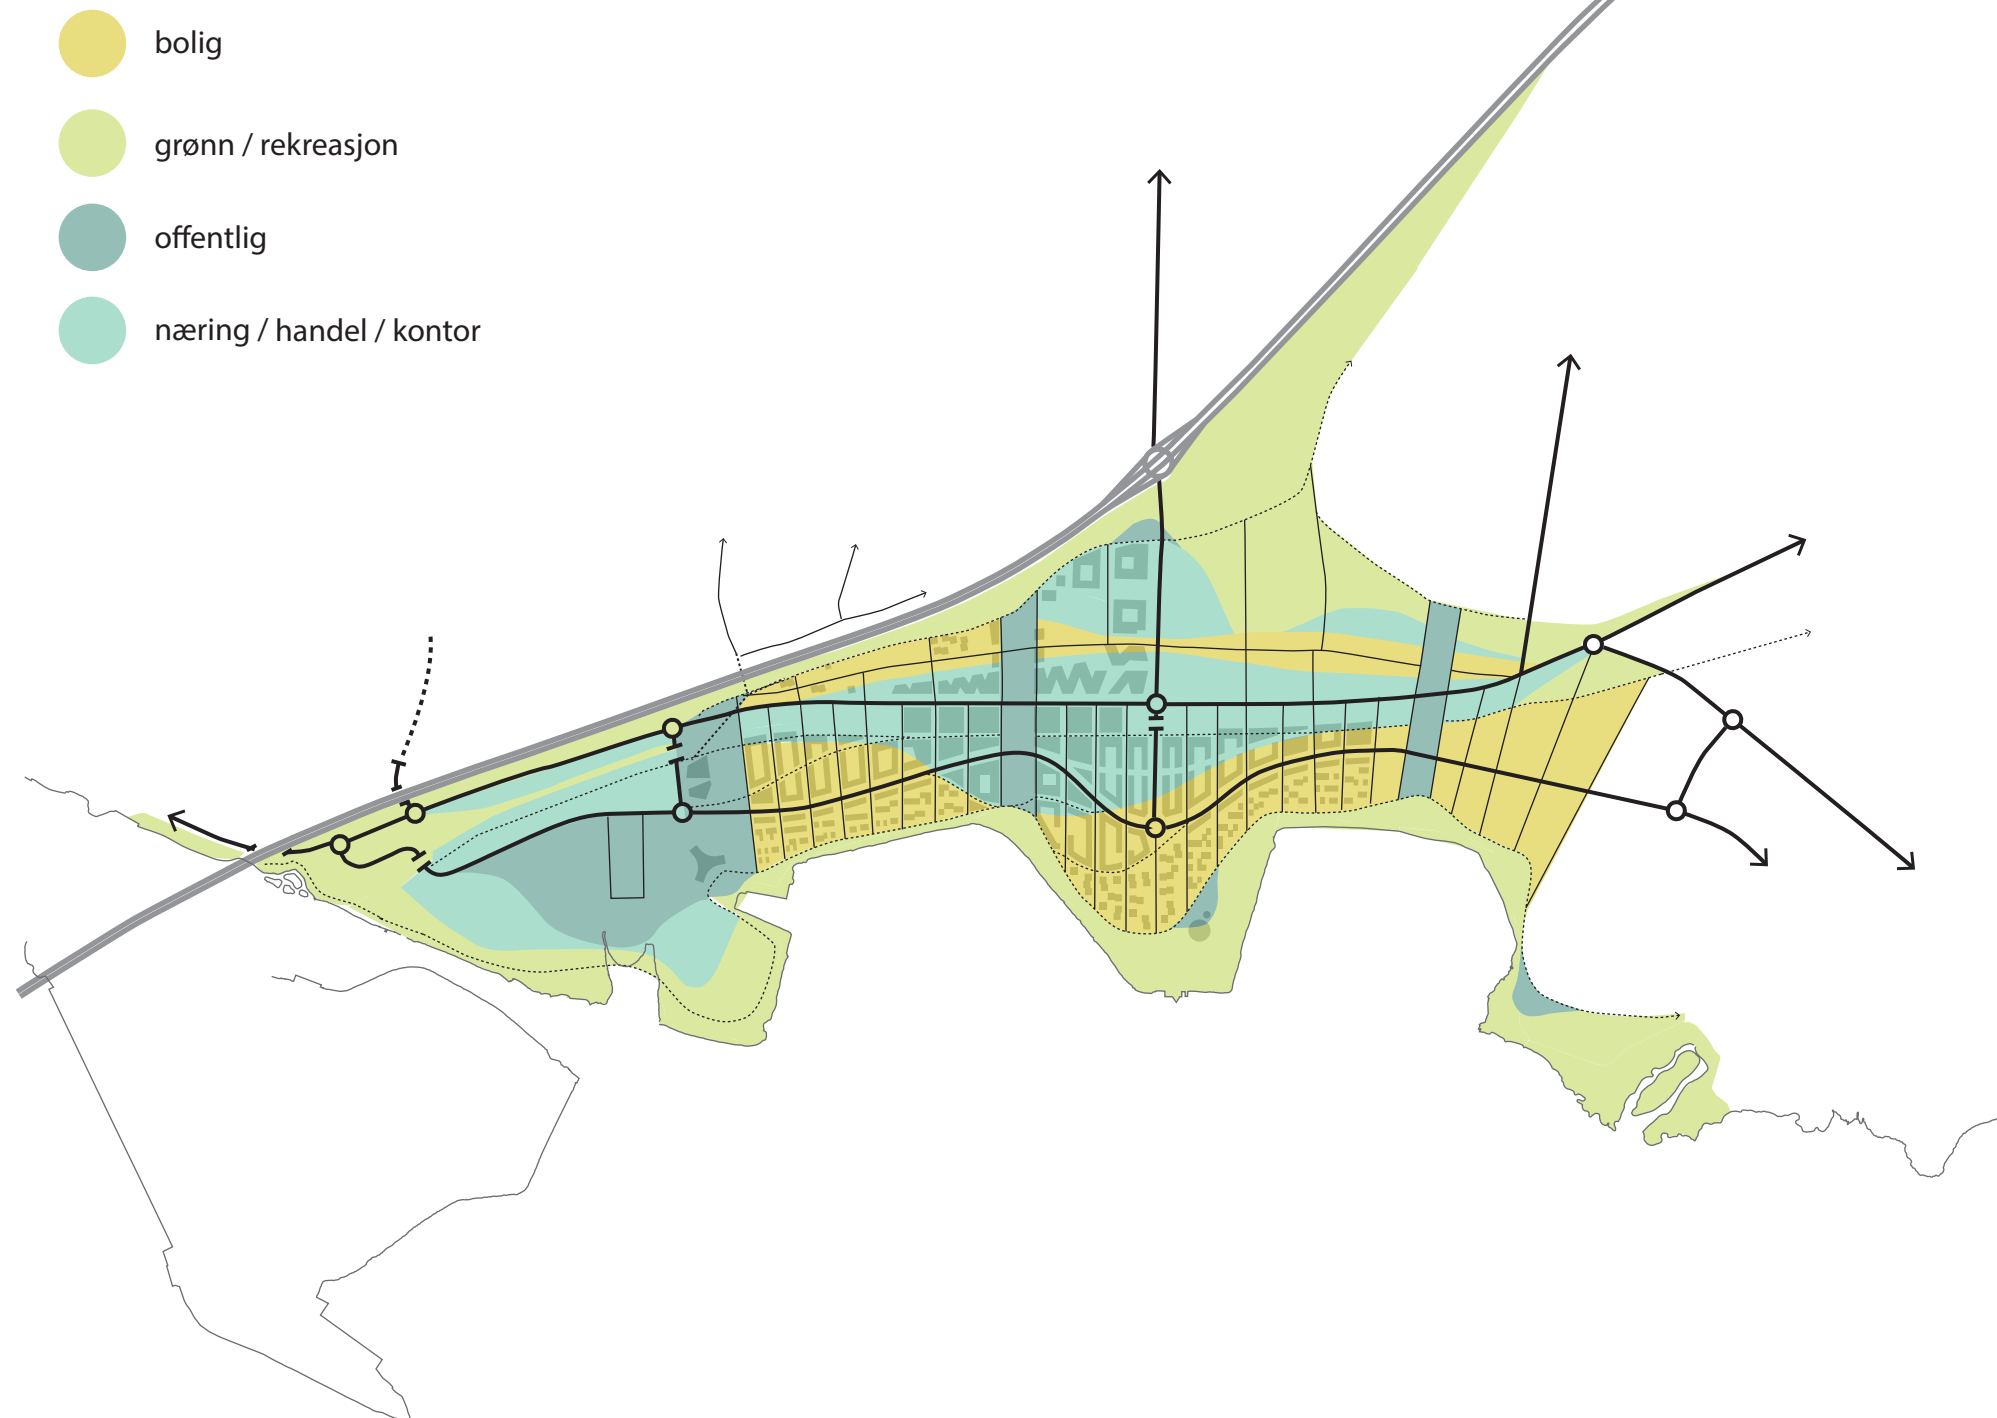 bolig
grønn / rekreasjon
offentlig
næring / handel / kontor